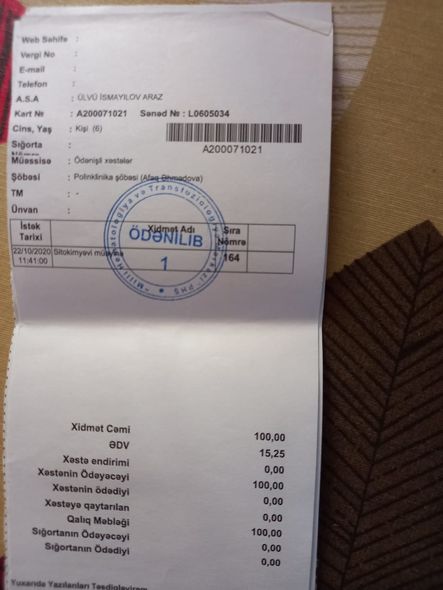 Web Səhifə :
Vergi No :
E-mail :
Telefon :
A.S.A : ÜLVÜ İSMAYILOV ARAZ
Kart № : A200071021 Sənəd № : L0605034
Cins, Yaş : Kişi (6)
Sığorta :
A200071021
Müəssisə : Ödənişli xəstələr
Şöbəsi : Poliklinika şöbəsi (Afaq Əhmədova)
TM : -
Ünvan :
İstək Tarixi Xidmət Adı Sıra Nömrə
22/10/2020 11:41:00 Sitokimyəvi 164
ÖDƏNİLİB
1
Xidmət Cəmi 100,00
ƏDV 15,25
Xəstə endirimi 0,00
Xəstənin Ödəyəcəyi 100,00
Xəstənin ödədiyi 0,00
Xəstəyə qaytarılan 0,00
Qalıq Məbləği 100,00
Sığortanın Ödəyəcəyi 0,00
Sığortanın Ödədiyi 0,00
Yuxarıda Yazılanları Təsdiqləyirəm